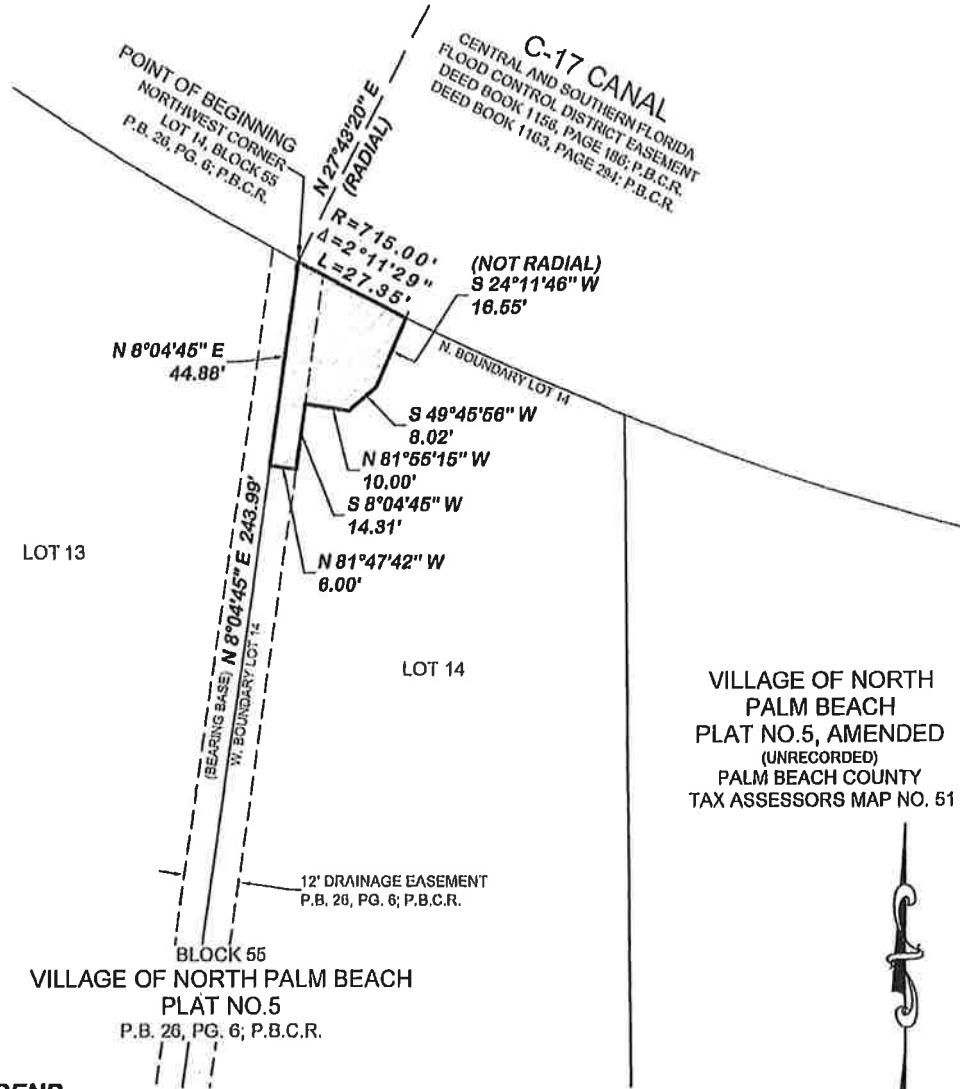 C-17 CANAL
CENTRAL AND SOUTHERN FLORIDA
FLOOD CONTROL DISTRICT EASEMENT
DEED BOOK 1156, PAGE 186; P.B.C.R.
DEED BOOK 1163, PAGE 294; P.B.C.R.
POINT OF BEGINNING
NORTHWEST CORNER
LOT 14, BLOCK 55
P.B. 26, PG. 6; P.B.C.R.
N 27°43'20" E
(RADIAL)
R=715.00'
Δ=2°11'29"
L=27.35'
(NOT RADIAL)
S 24°11'46" W
16.55'
N 8°04'45" E
44.88'
N. BOUNDARY LOT 14
S 49°45'56" W
8.02'
N 81°55'15" W
10.00'
S 8°04'45" W
14.31'
N 81°47'42" W
6.00'
LOT 13
(BEARING BASE) N 8°04'45" E 243.99'
W. BOUNDARY LOT 14
LOT 14
VILLAGE OF NORTH
PALM BEACH
PLAT NO.5, AMENDED
(UNRECORDED)
PALM BEACH COUNTY
TAX ASSESSORS MAP NO. 51
12' DRAINAGE EASEMENT
P.B. 26, PG. 6; P.B.C.R.
BLOCK 55
VILLAGE OF NORTH PALM BEACH
PLAT NO.5
P.B. 26, PG. 6; P.B.C.R.